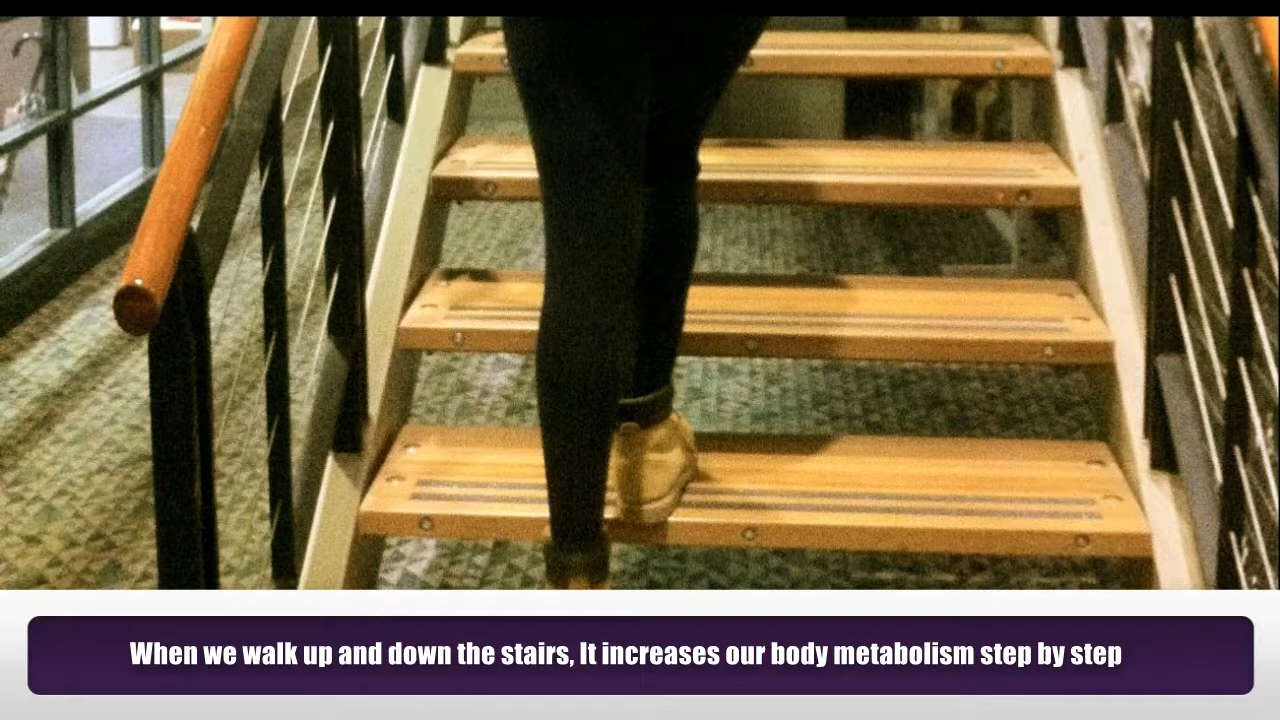 When we walk up and down the stairs, It increases our body metabolism step by step